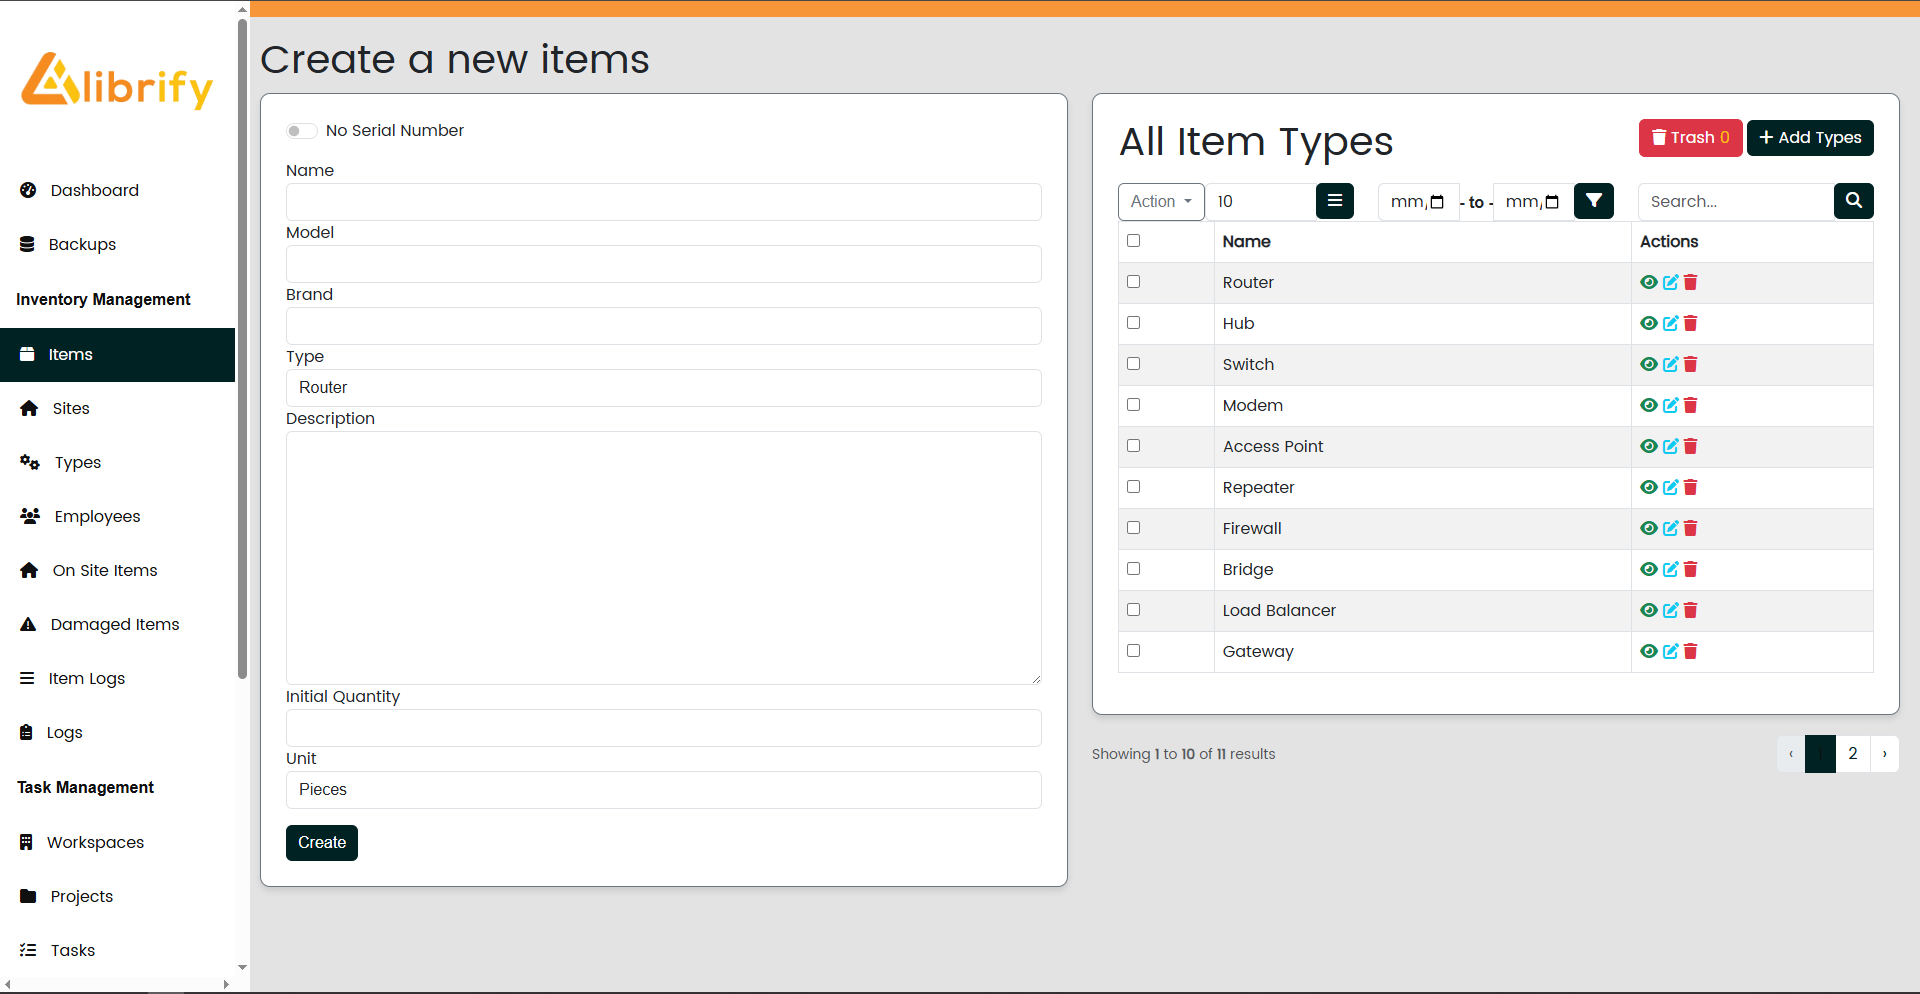 Alibrify
Dashboard
Backups
Inventory Management
Items
Sites
Types
Employees
On Site Items
Damaged Items
Item Logs
Logs
Task Management
Workspaces
Projects
Tasks
Create a new items
No Serial Number
Name
Model
Brand
Type
Router
Description
Initial Quantity
Unit
Pieces
Create
All Item Types
Trash 0
+ Add Types
Action
10
mm/
- to -
mm/
Search...
Name
Actions
Router
Hub
Switch
Modem
Access Point
Repeater
Firewall
Bridge
Load Balancer
Gateway
Showing 1 to 10 of 11 results
‹ 2 ›